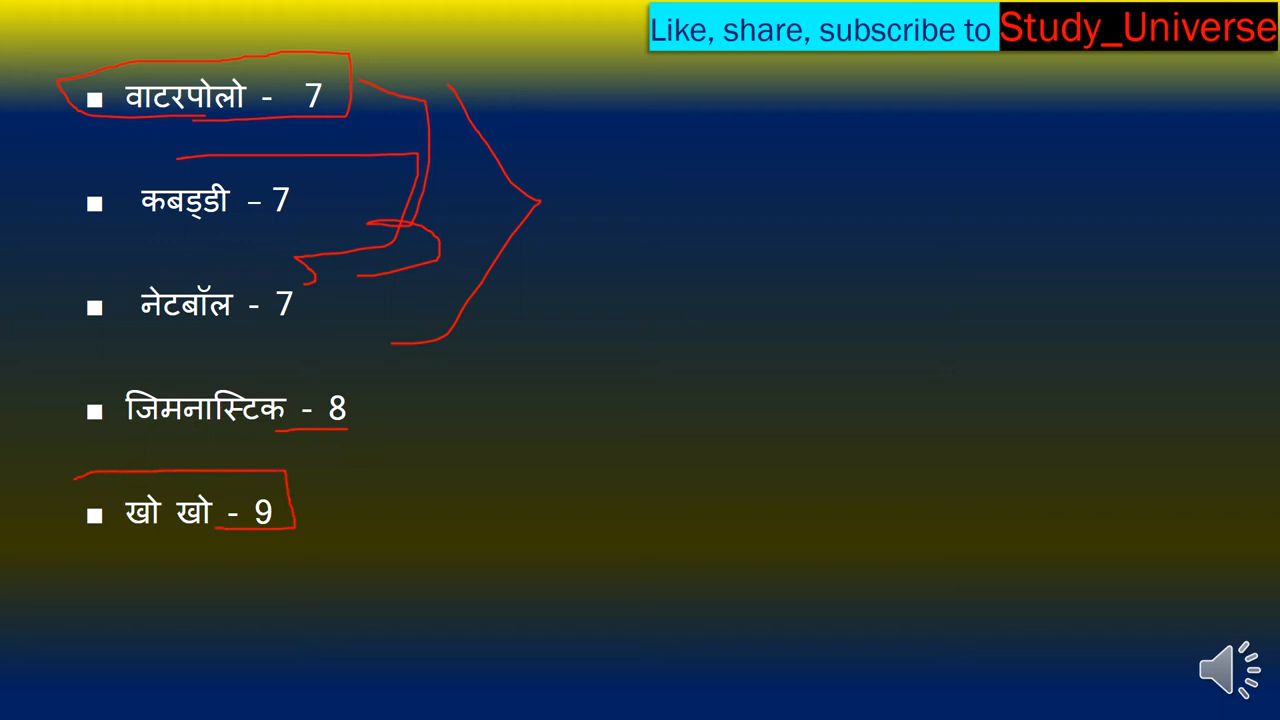 Like, share, subscribe to Study_Universe
▪ वाटरपोलो - 7
▪ कबड्डी – 7
▪ नेटबॉल - 7
▪ जिमनास्टिक - 8
▪ खो खो - 9